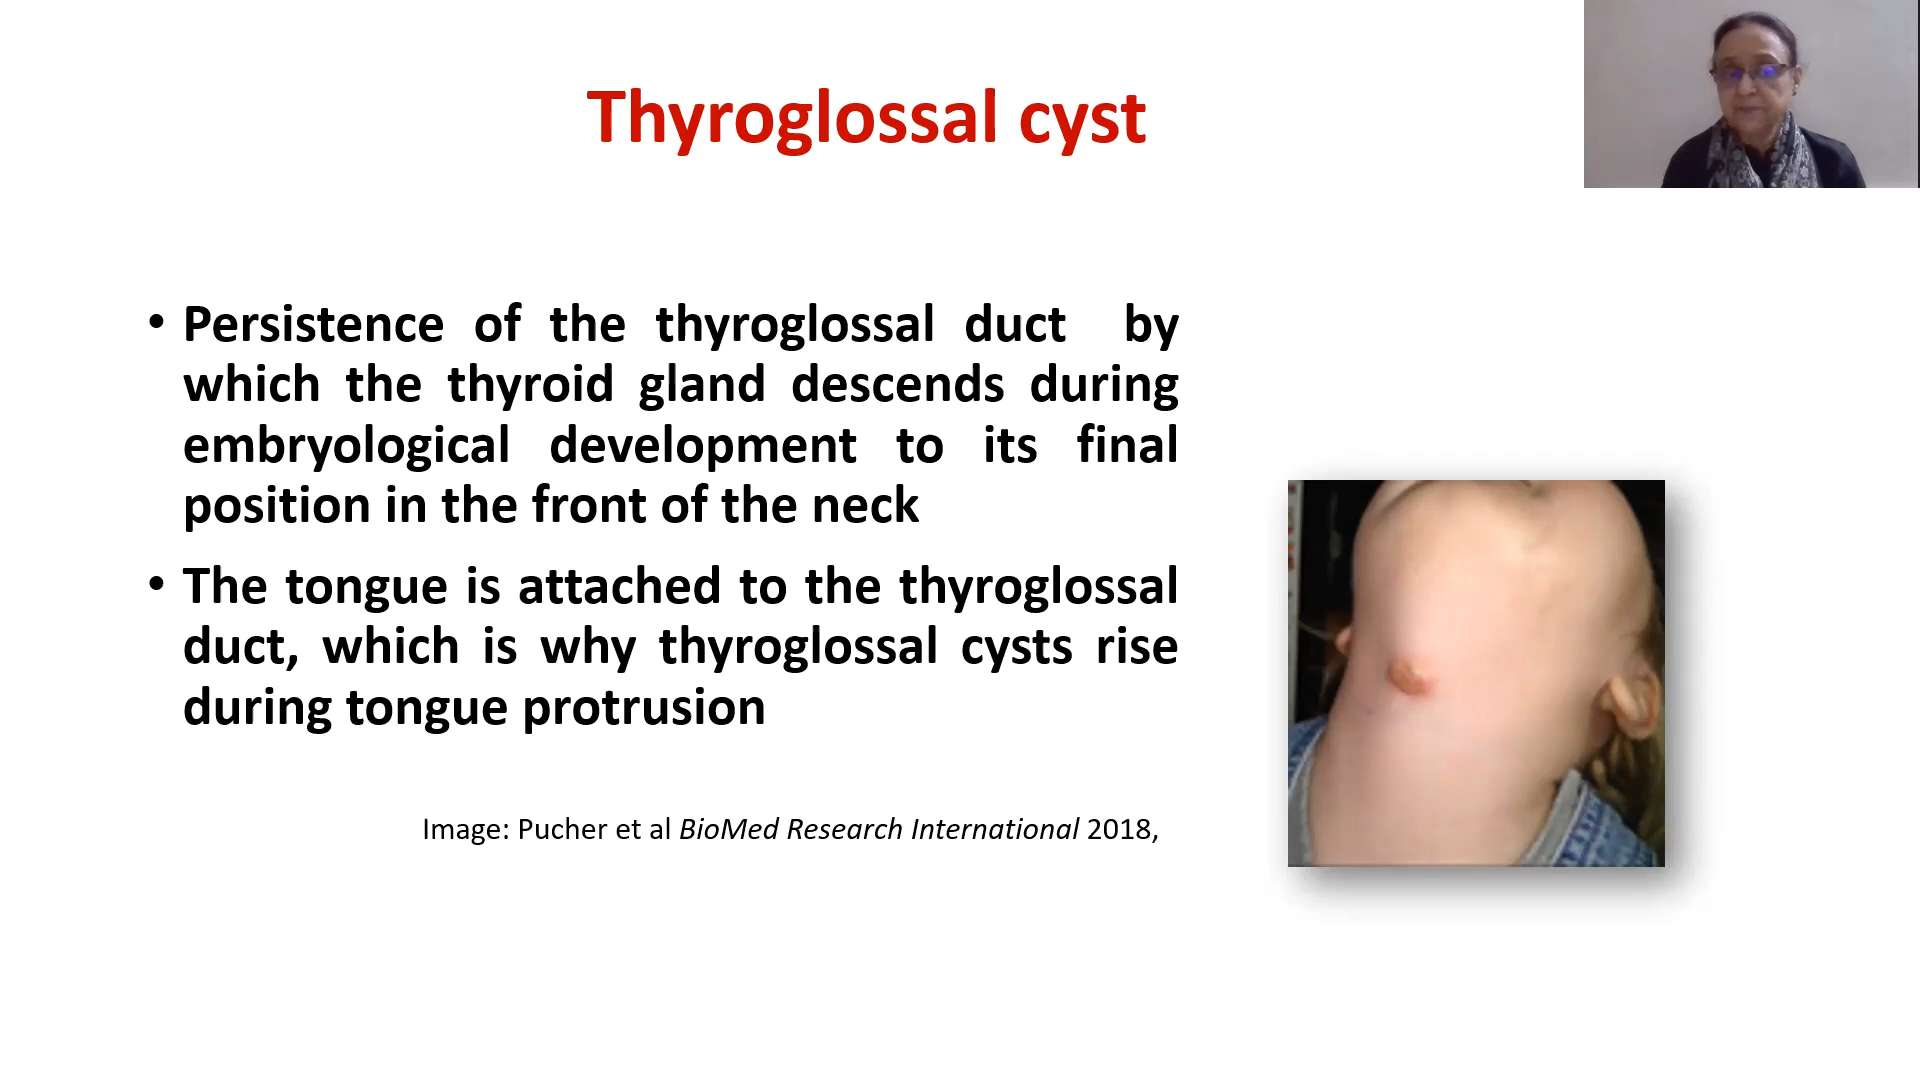 Thyroglossal cyst
• Persistence of the thyroglossal duct by
which the thyroid gland descends during
embryological development to its final
position in the front of the neck
• The tongue is attached to the thyroglossal
duct, which is why thyroglossal cysts rise
during tongue protrusion
Image: Pucher et al BioMed Research International 2018,